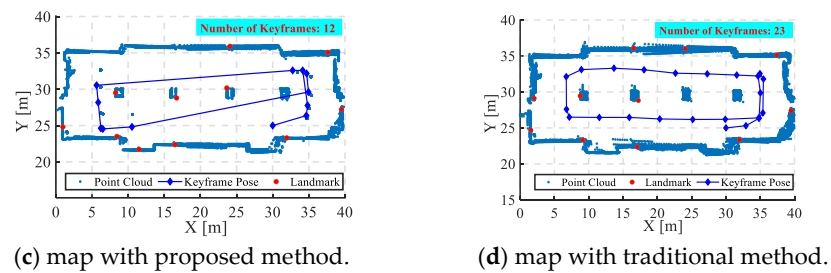 Number of Keyframes: 12
40
35
30
25
20
Y [m]
Point Cloud Keyframe Pose Landmark
0 5 10 15 20 25 30 35 40
X [m]
(c) map with proposed method.
Number of Keyframes: 23
40
35
30
25
20
15
Y [m]
Point Cloud Landmark Keyframe Pose
0 5 10 15 20 25 30 35 40
X [m]
(d) map with traditional method.